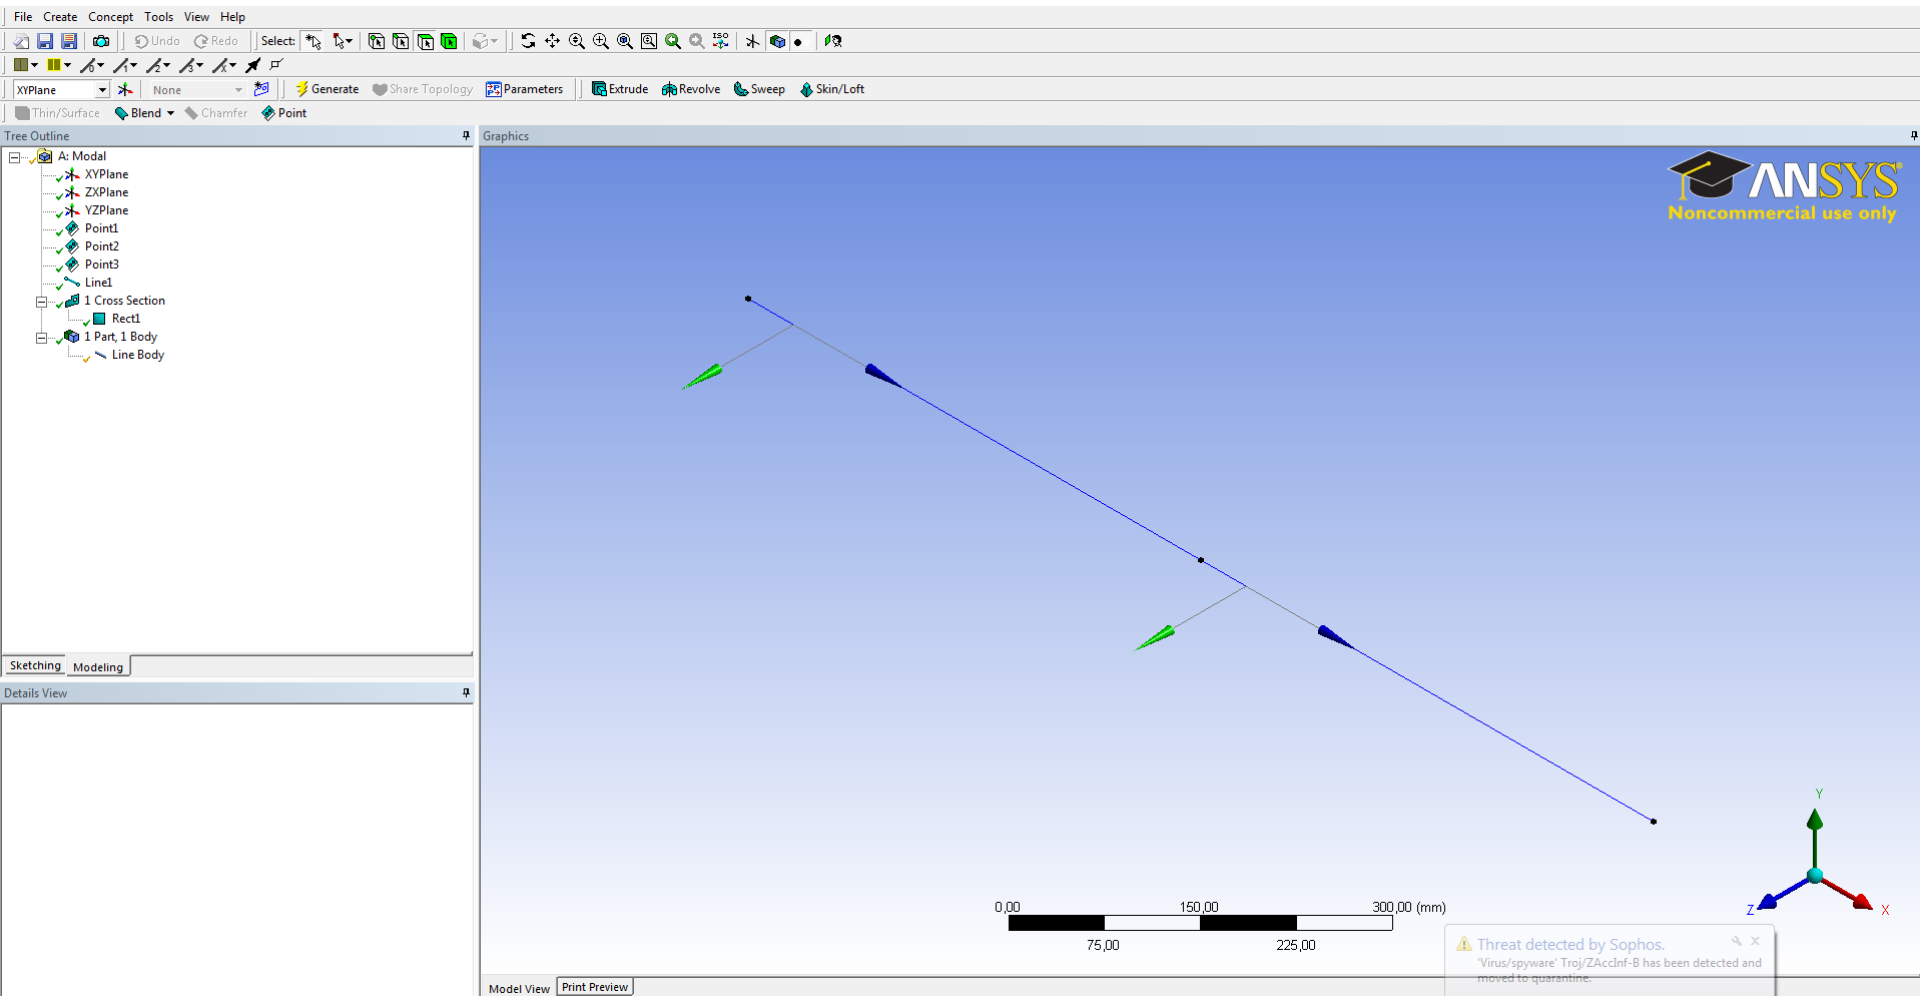 File Create Concept Tools View Help
Undo Redo Select: ISO
XYPlane None Generate Share Topology Parameters Extrude Revolve Sweep Skin/Loft
Thin/Surface Blend Chamfer Point
Tree Outline
Graphics
A: Modal
XYPlane
ZXPlane
YZPlane
Point1
Point2
Point3
Line1
1 Cross Section
Rect1
1 Part, 1 Body
Line Body
Sketching Modeling
Details View
ANSYS
Noncommercial use only
Y
Z
X
0,00 150,00 300,00 (mm)
75,00 225,00
Threat detected by Sophos.
'Virus/spyware' Troj/ZAccInf-B has been detected and
moved to quarantine.
Model View Print Preview